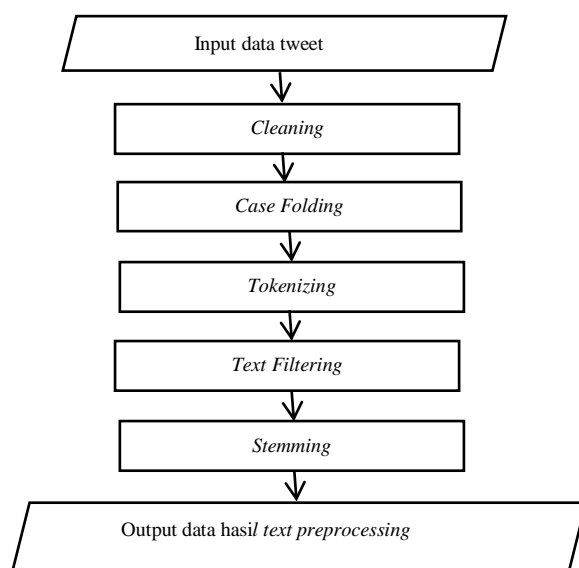 Input data tweet
Cleaning
Case Folding
Tokenizing
Text Filtering
Stemming
Output data hasil text preprocessing